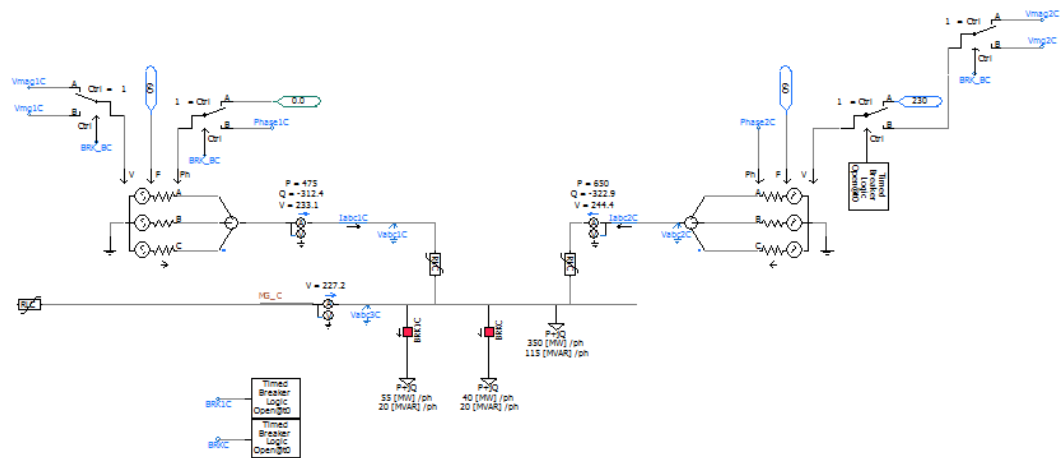 1 = Ctrl
A
Vmag2C
B
Vmg2C
Ctrl
BRK_BC
Vmag1C
A
Ctrl = 1
B
Vmg1C
Ctrl
BRK_BC
60
1 = Ctrl
A
0.0
B
Phase1C
Ctrl
BRK_BC
Phase2C
60
1 = Ctrl
A
230
B
Ctrl
Timed
Breaker
Logic
Open@t0
V
F
Ph
Ph
F
V
A
B
C
P = 475
Q = -312.4
V = 233.1
A
V
Iabc1C
Vabc1C
P = 650
Q = -322.9
V = 244.4
A
V
Iabc2C
Vabc2C
A
B
C
RLC
RLC
RLC
MG_C
V = 227.2
A
V
Vabc3C
BRK1C
BRKC
P+jQ
350 [MW] /ph
115 [MVAR] /ph
P+jQ
55 [MW] /ph
20 [MVAR] /ph
P+jQ
40 [MW] /ph
20 [MVAR] /ph
BRK1C
Timed
Breaker
Logic
Open@t0
BRKC
Timed
Breaker
Logic
Open@t0